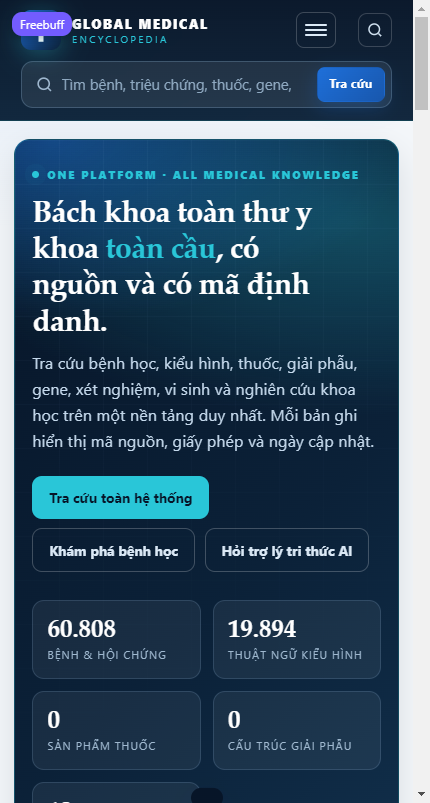 Freebuff
GLOBAL MEDICAL
ENCYCLOPEDIA
Tìm bệnh, triệu chứng, thuốc, gene,
Tra cứu
ONE PLATFORM · ALL MEDICAL KNOWLEDGE
Bách khoa toàn thư y
khoa toàn cầu, có
nguồn và có mã định
danh.
Tra cứu bệnh học, kiểu hình, thuốc, giải phẫu,
gene, xét nghiệm, vi sinh và nghiên cứu khoa
học trên một nền tảng duy nhất. Mỗi bản ghi
hiển thị mã nguồn, giấy phép và ngày cập nhật.
Tra cứu toàn hệ thống
Khám phá bệnh học
Hỏi trợ lý tri thức AI
60.808
BỆNH & HỘI CHỨNG
19.894
THUẬT NGỮ KIỂU HÌNH
0
SẢN PHẨM THUỐC
0
CẤU TRÚC GIẢI PHẪU